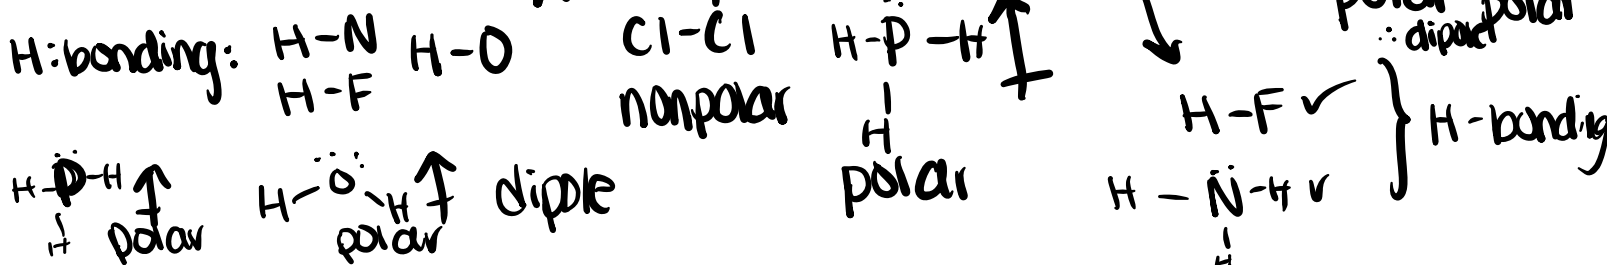 H:bonding: H-N H-O
H-F
Cl-Cl
nonpolar
H-P-H
H
polar
polar
∴ dipole
H-F ✓
H-N-H ✓
H
H-bonding
H-P-H
H
polar
H O H
polar
dipole